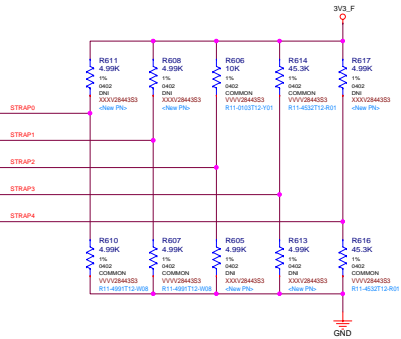 3V3_F
R611
4.99K
1%
0402
DNI
XXXV28443S3
<New PN>
R608
4.99K
1%
0402
DNI
XXXV28443S3
<New PN>
R606
10K
1%
0402
COMMON
VVVV28443S3
R11-0103T12-Y01
R614
45.3K
1%
0402
COMMON
VVVV28443S3
R11-4532T12-R01
R617
4.99K
1%
0402
DNI
XXXV28443S3
<New PN>
STRAP0
STRAP1
STRAP2
STRAP3
STRAP4
R610
4.99K
1%
0402
COMMON
VVVV28443S3
R11-4991T12-W08
R607
4.99K
1%
0402
COMMON
VVVV28443S3
R11-4991T12-W08
R605
4.99K
1%
0402
DNI
VVVV28443S3
<New PN>
R613
4.99K
1%
0402
DNI
VVVV28443S3
<New PN>
R616
45.3K
1%
0402
COMMON
VVVV28443S3
R11-4532T12-R01
GND